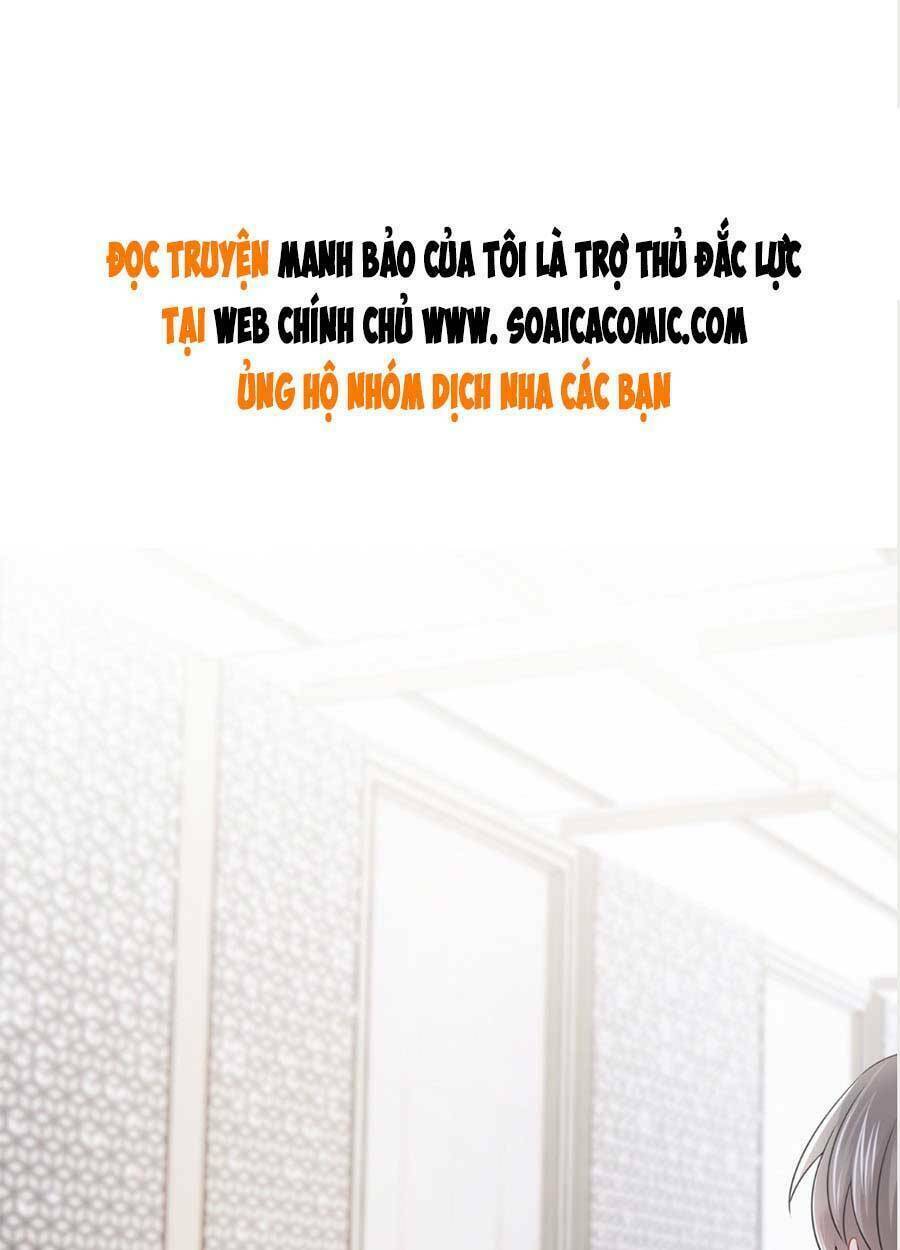 ĐỌC TRUYỆN MANH BẢO CỦA TÔI LÀ TRỢ THỦ ĐẮC LỰC
TẠI WEB CHÍNH CHỦ WWW. SOAICACOMIC.COM
ỦNG HỘ NHÓM DỊCH NHA CÁC BẠN